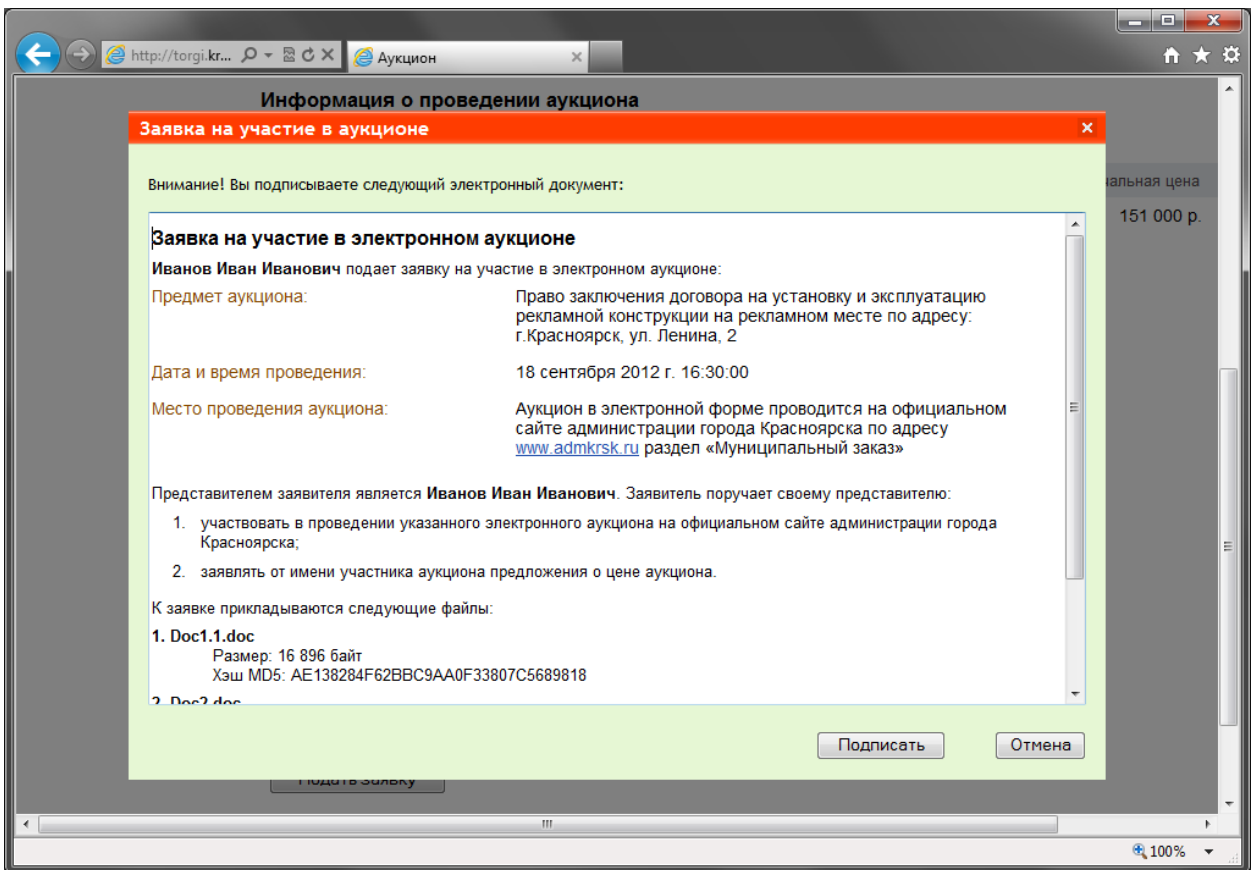 http://torgi.kr...
Аукцион
Информация о проведении аукциона
Заявка на участие в аукционе
альная цена
151 000 р.
Внимание! Вы подписываете следующий электронный документ:
Заявка на участие в электронном аукционе
Иванов Иван Иванович подает заявку на участие в электронном аукционе:
Предмет аукциона: Право заключения договора на установку и эксплуатацию
рекламной конструкции на рекламном месте по адресу:
г.Красноярск, ул. Ленина, 2
Дата и время проведения: 18 сентября 2012 г. 16:30:00
Место проведения аукциона: Аукцион в электронной форме проводится на официальном
сайте администрации города Красноярска по адресу
www.admkrsk.ru раздел «Муниципальный заказ»
Представителем заявителя является Иванов Иван Иванович. Заявитель поручает своему представителю:
1. участвовать в проведении указанного электронного аукциона на официальном сайте администрации города
Красноярска;
2. заявлять от имени участника аукциона предложения о цене аукциона.
К заявке прикладываются следующие файлы:
1. Doc1.1.doc
Размер: 16 896 байт
Хэш MD5: AE138284F62BBC9AA0F33807C5689818
2. Doc2.doc
Подписать
Отмена
Подать заявку
100%